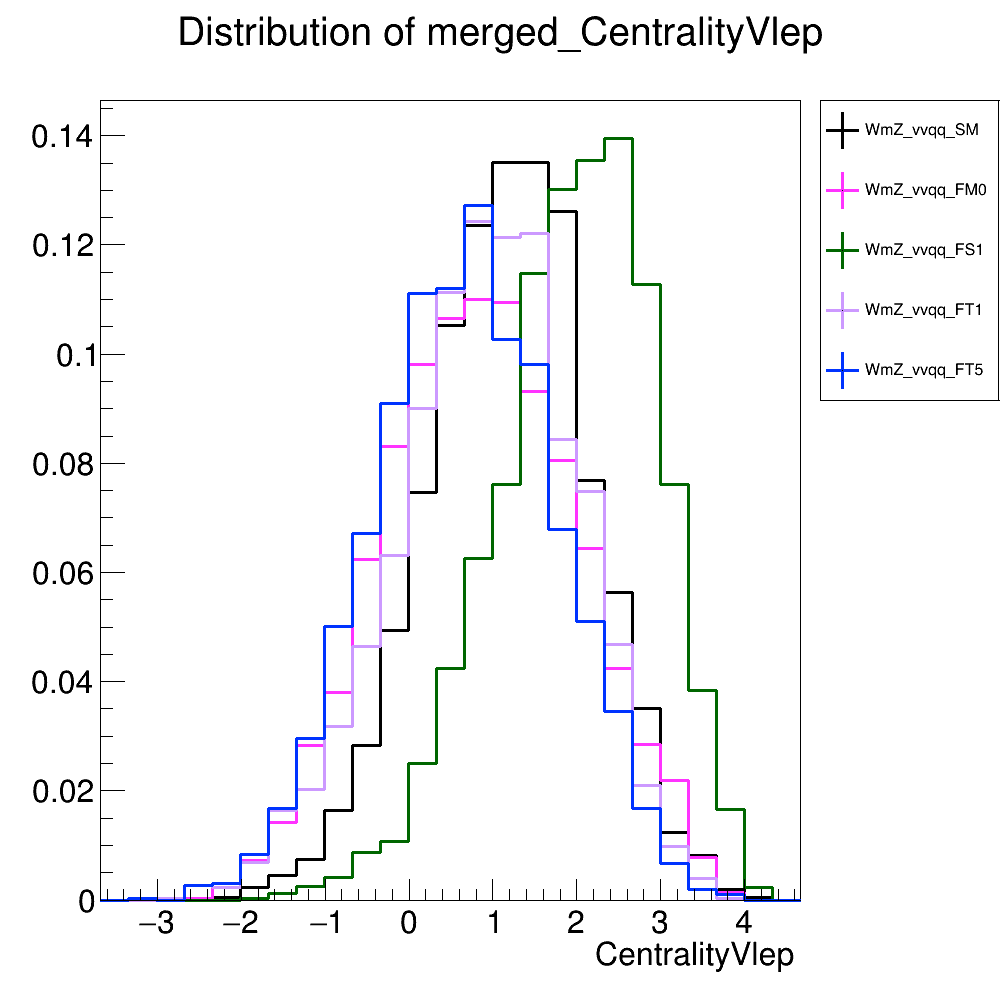 Distribution of merged_CentralityVlep
0.14
0.12
0.1
0.08
0.06
0.04
0.02
0
−3 −2 −1 0 1 2 3 4
CentralityVlep
WmZ_vvqq_SM
WmZ_vvqq_FM0
WmZ_vvqq_FS1
WmZ_vvqq_FT1
WmZ_vvqq_FT5